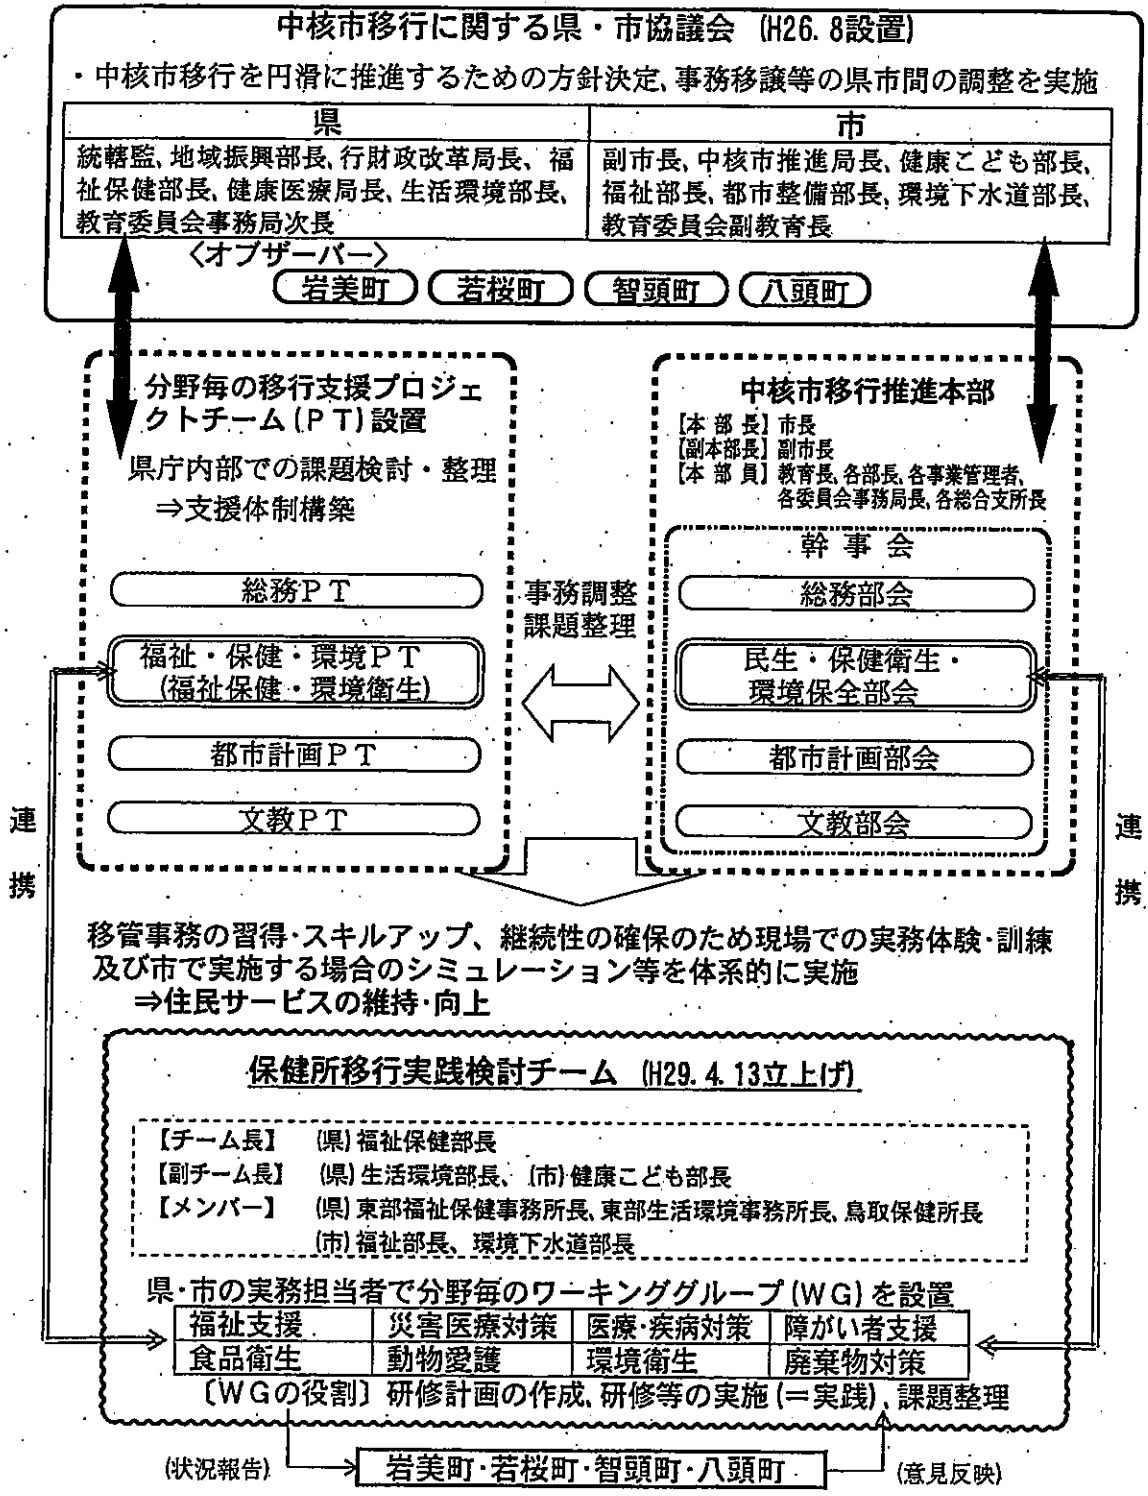 中核市移行に関する県・市協議会 (H26.8設置)
・中核市移行を円滑に推進するための方針決定、事務移譲等の県市間の調整を実施
県
統轄監、地域振興部長、行財政改革局長、福
祉保健部長、健康医療局長、生活環境部長、
教育委員会事務局次長
市
副市長、中核市推進局長、健康こども部長、
福祉部長、都市整備部長、環境下水道部長、
教育委員会副教育長
〈オブザーバー〉
岩美町 若桜町 智頭町 八頭町
分野毎の移行支援プロジェ
クトチーム(PT)設置
県庁内部での課題検討・整理
⇒支援体制構築
総務PT
福祉・保健・環境PT
(福祉保健・環境衛生)
都市計画PT
文教PT
事務調整
課題整理
中核市移行推進本部
【本部長】市長
【副本部長】副市長
【本部員】教育長、各部長、各事業管理者、
各委員会事務局長、各総合支所長
幹事会
総務部会
民生・保健衛生・
環境保全部会
都市計画部会
文教部会
連携
連携
移管事務の習得・スキルアップ、継続性の確保のため現場での実務体験・訓練
及び市で実施する場合のシミュレーション等を体系的に実施
⇒住民サービスの維持・向上
保健所移行実践検討チーム (H29.4.13立上げ)
【チーム長】 (県)福祉保健部長
【副チーム長】 (県)生活環境部長、(市)健康こども部長
【メンバー】 (県)東部福祉保健事務所長、東部生活環境事務所長、鳥取保健所長
(市)福祉部長、環境下水道部長
県・市の実務担当者で分野毎のワーキンググループ(WG)を設置
福祉支援 災害医療対策 医療・疾病対策 障がい者支援
食品衛生 動物愛護 環境衛生 廃棄物対策
〔WGの役割〕研修計画の作成、研修等の実施(=実践)、課題整理
(状況報告) 岩美町・若桜町・智頭町・八頭町 (意見反映)